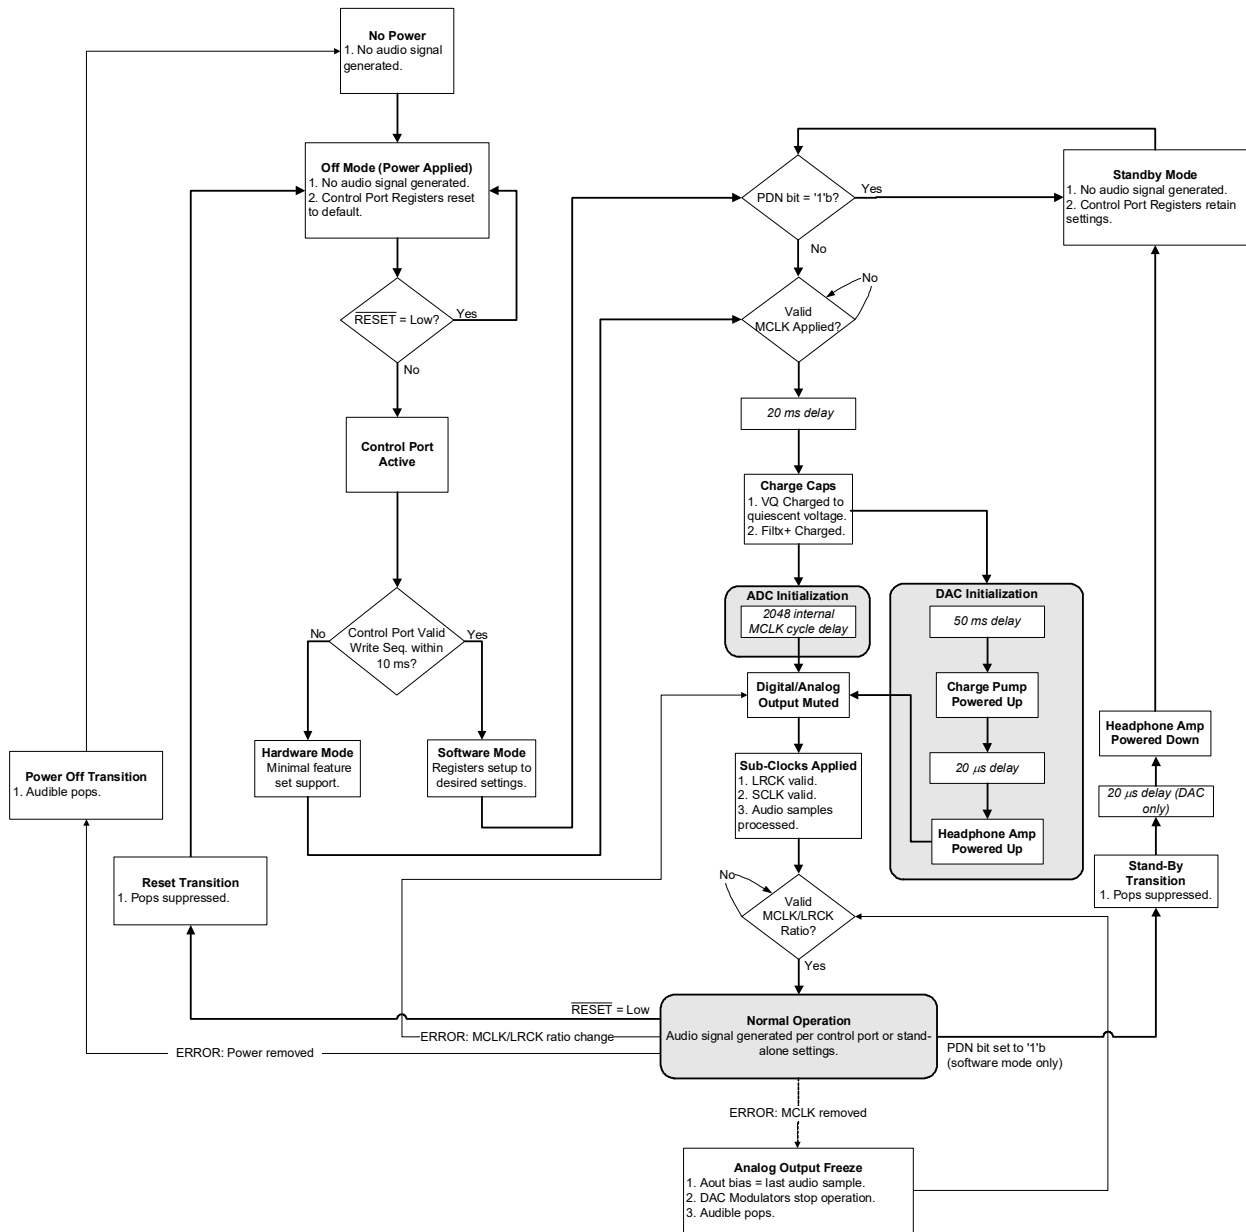 No Power
1. No audio signal
generated.
Off Mode (Power Applied)
1. No audio signal generated.
2. Control Port Registers reset
to default.
RESET = Low?
Yes
No
Control Port
Active
Control Port Valid
Write Seq. within
10 ms?
No
Yes
Hardware Mode
Minimal feature
set support.
Software Mode
Registers setup to
desired settings.
Power Off Transition
1. Audible pops.
Reset Transition
1. Pops suppressed.
PDN bit = '1'b?
Yes
No
Standby Mode
1. No audio signal generated.
2. Control Port Registers retain
settings.
Valid
MCLK Applied?
No
20 ms delay
Charge Caps
1. VQ Charged to
quiescent voltage.
2. Filtx+ Charged.
ADC Initialization
2048 internal
MCLK cycle delay
DAC Initialization
50 ms delay
Charge Pump
Powered Up
20 μs delay
Headphone Amp
Powered Up
Digital/Analog
Output Muted
Sub-Clocks Applied
1. LRCK valid.
2. SCLK valid.
3. Audio samples
processed.
No
Valid
MCLK/LRCK
Ratio?
Yes
Headphone Amp
Powered Down
20 μs delay (DAC
only)
Stand-By
Transition
1. Pops suppressed.
RESET = Low
ERROR: MCLK/LRCK ratio change
ERROR: Power removed
Normal Operation
Audio signal generated per control port or stand-
alone settings.
PDN bit set to '1'b
(software mode only)
ERROR: MCLK removed
Analog Output Freeze
1. Aout bias = last audio sample.
2. DAC Modulators stop operation.
3. Audible pops.